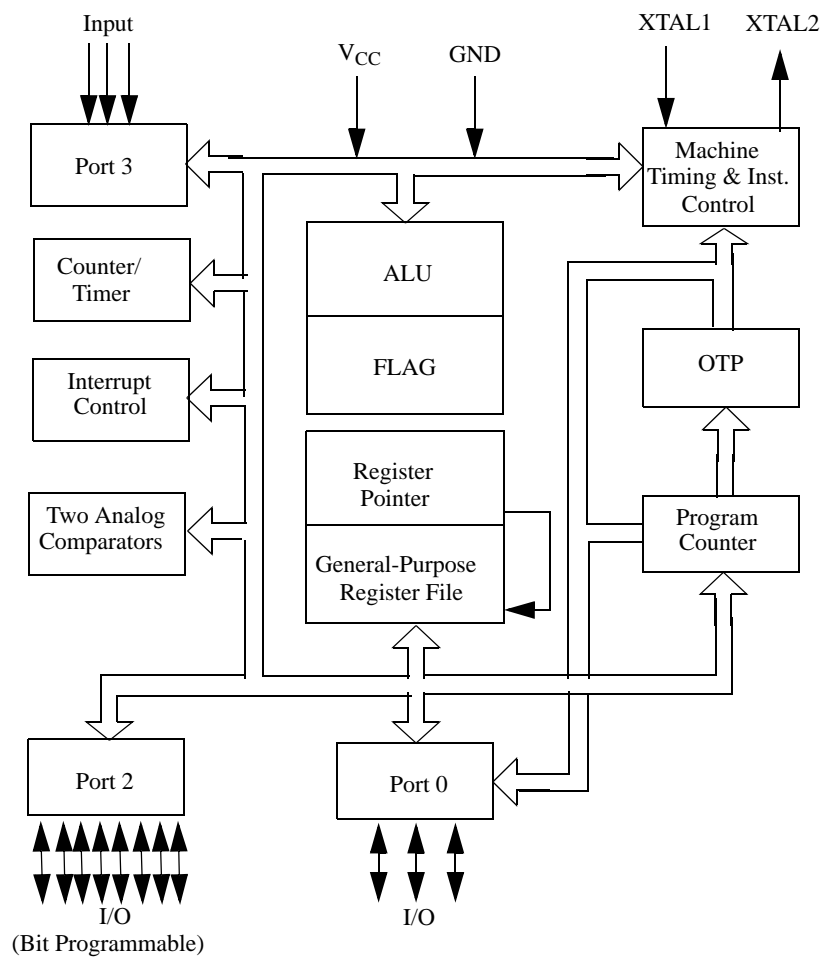 Input
V_CC
GND
XTAL1
XTAL2
Port 3
Machine
Timing & Inst.
Control
Counter/
Timer
ALU
FLAG
OTP
Interrupt
Control
Register
Pointer
Two Analog
Comparators
General-Purpose
Register File
Program
Counter
Port 2
Port 0
I/O
(Bit Programmable)
I/O